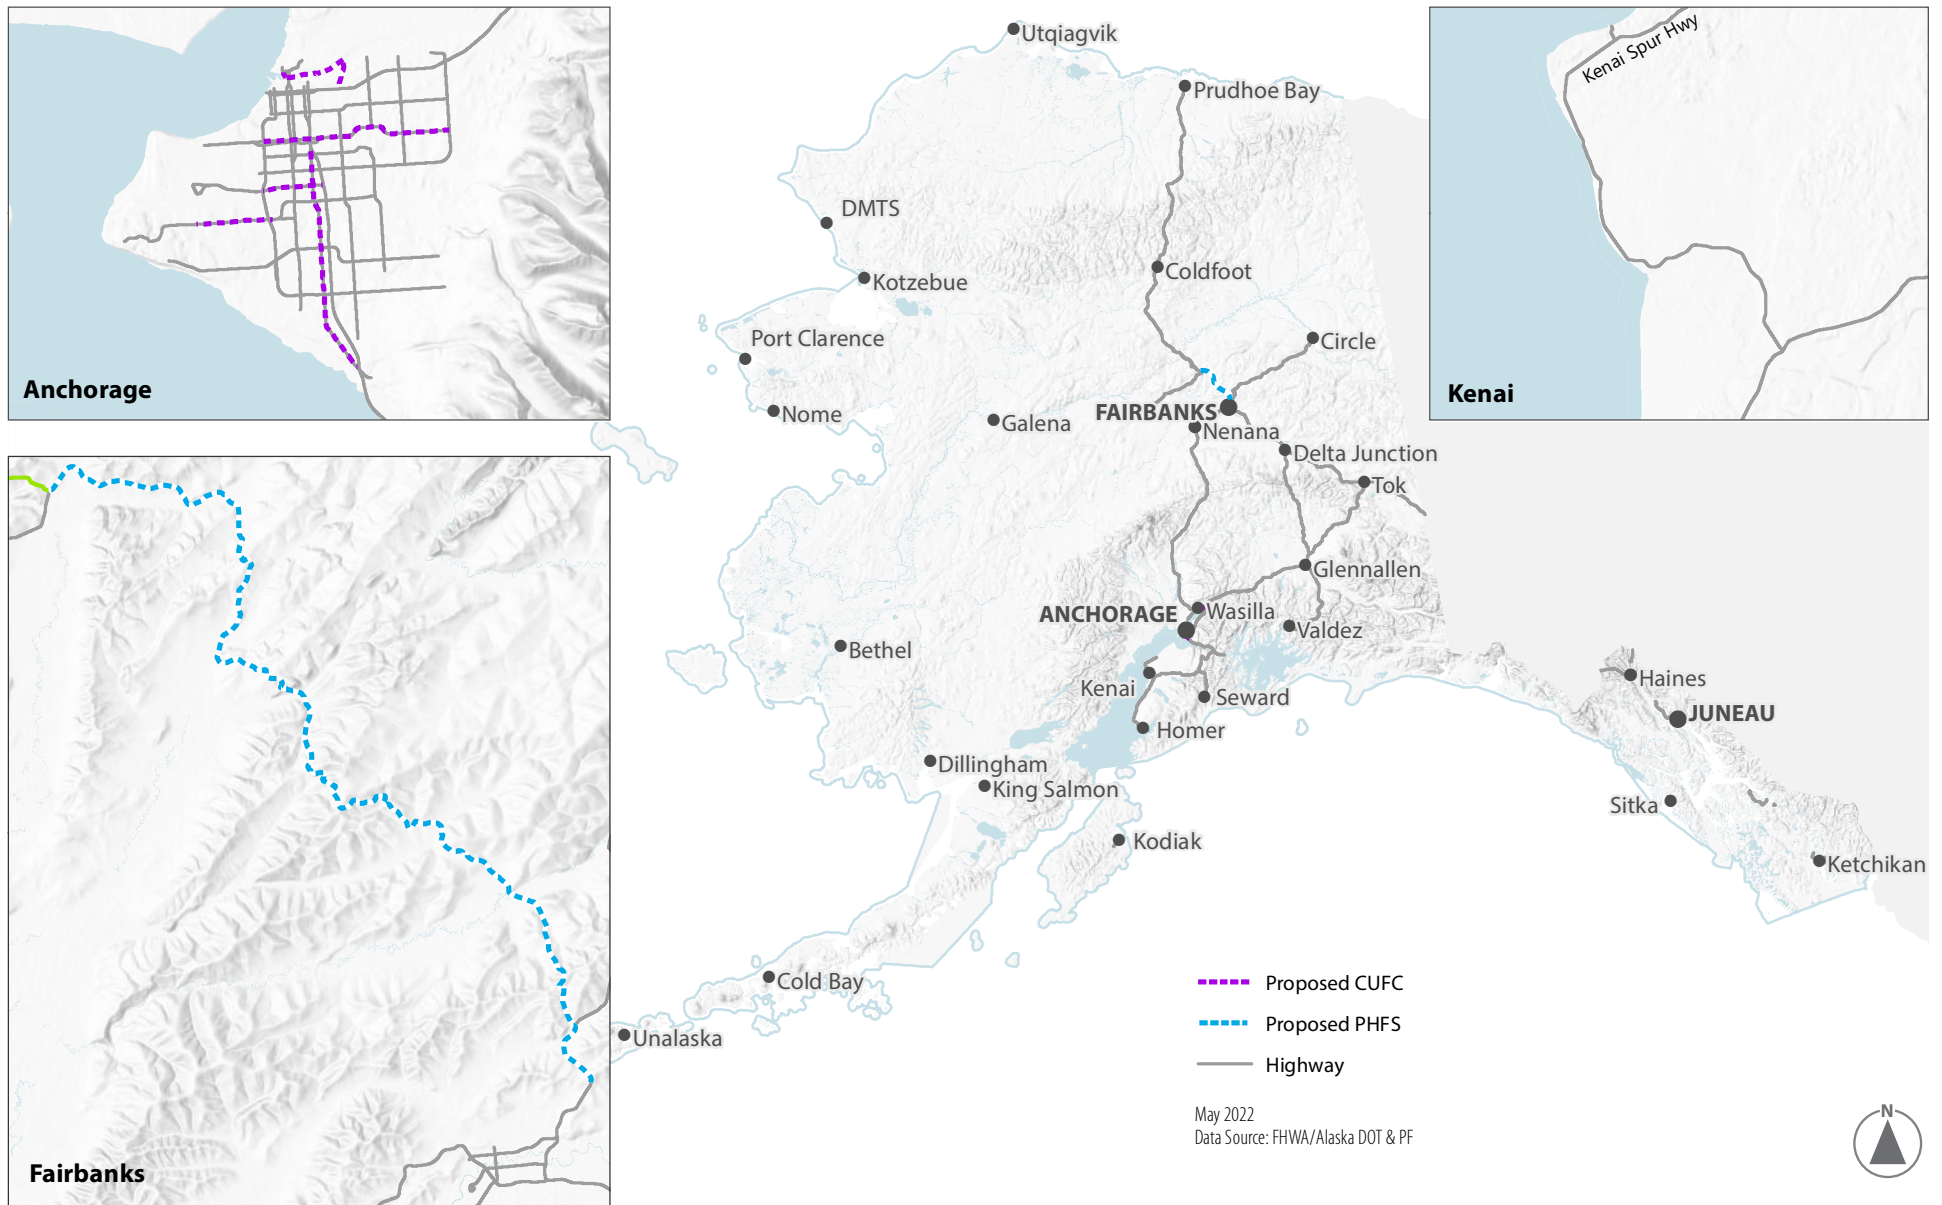 Anchorage
Fairbanks
Kenai Spur Hwy
Kenai
Utqiagvik
Prudhoe Bay
DMTS
Coldfoot
Kotzebue
Port Clarence
Circle
Nome
Galena
FAIRBANKS
Nenana
Delta Junction
Tok
Glennallen
ANCHORAGE
Wasilla
Valdez
Bethel
Kenai
Seward
Haines
JUNEAU
Homer
Dillingham
King Salmon
Sitka
Kodiak
Ketchikan
Cold Bay
Unalaska
Proposed CUFC
Proposed PHFS
Highway
May 2022
Data Source: FHWA/Alaska DOT & PF
N